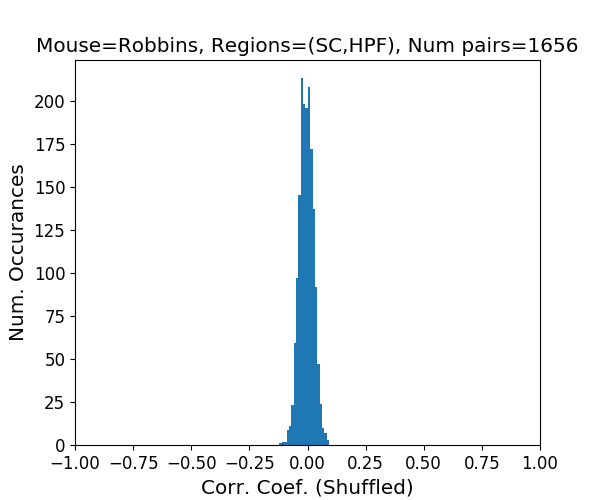 Mouse=Robbins, Regions=(SC,HPF), Num pairs=1656
Num. Occurances
200
175
150
125
100
75
50
25
0
−1.00 −0.75 −0.50 −0.25 0.00 0.25 0.50 0.75 1.00
Corr. Coef. (Shuffled)